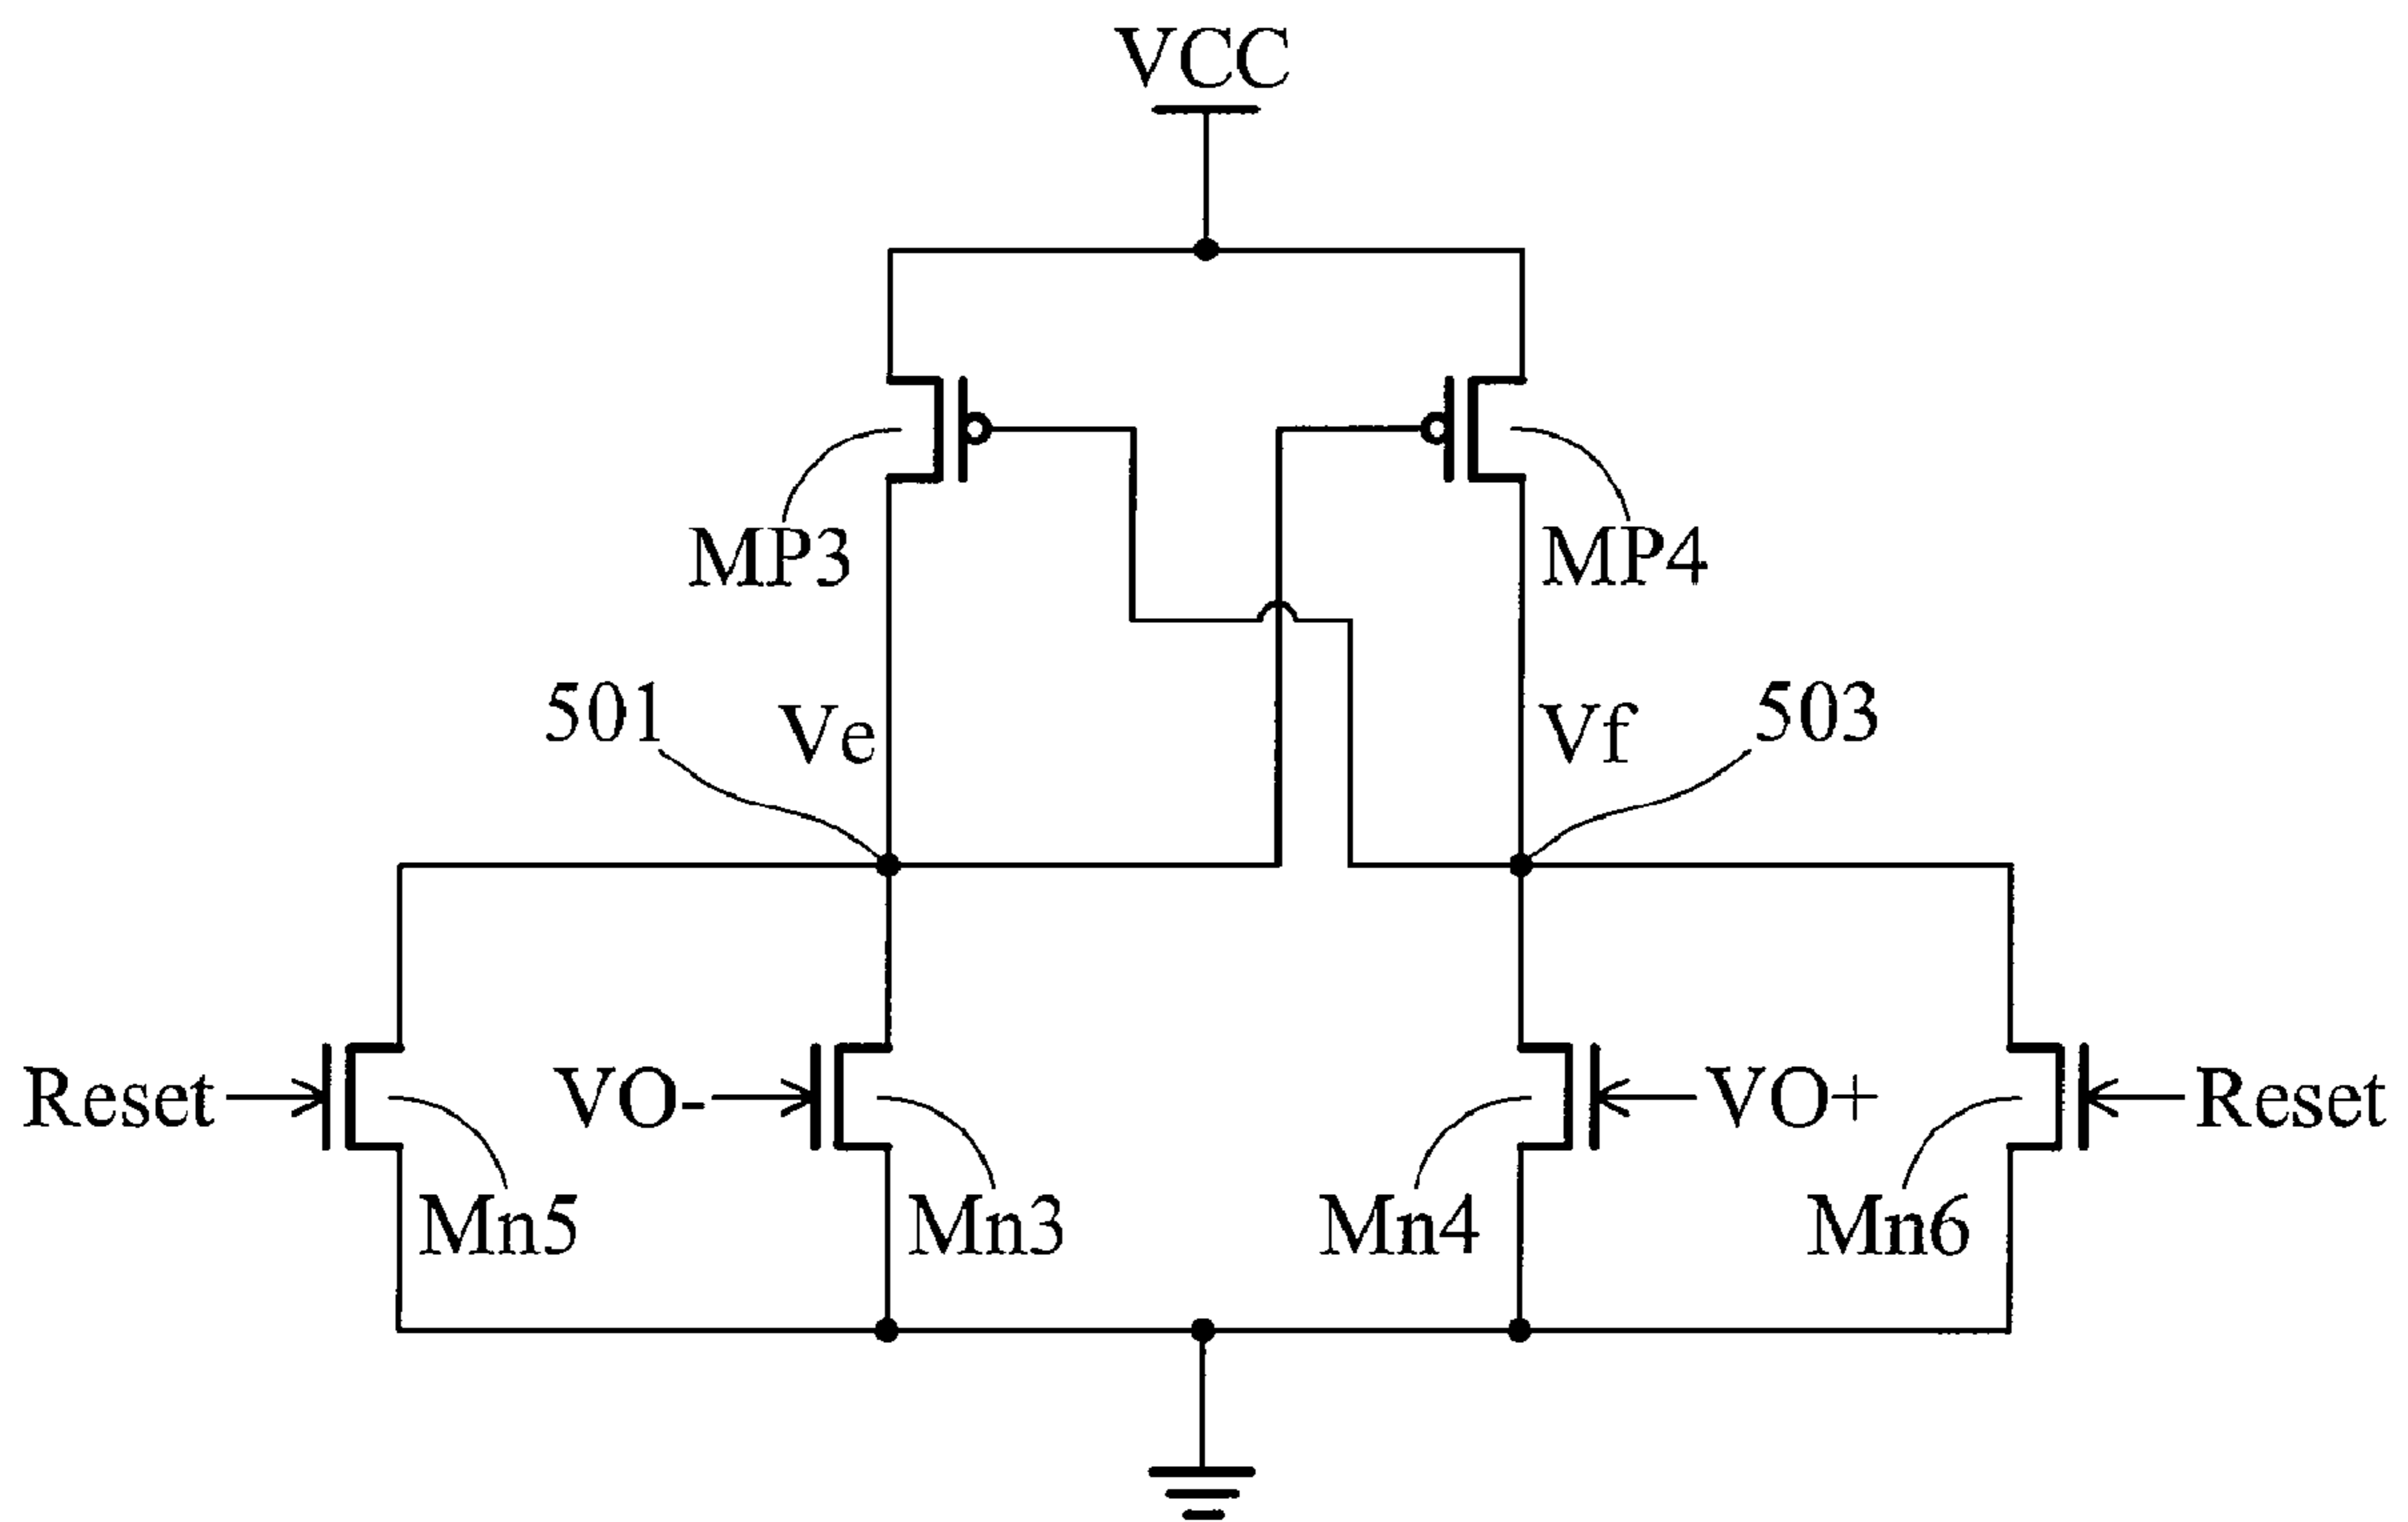 VCC
MP3
MP4
501
Ve
Vf
503
Reset
VO-
VO+
Reset
Mn5
Mn3
Mn4
Mn6